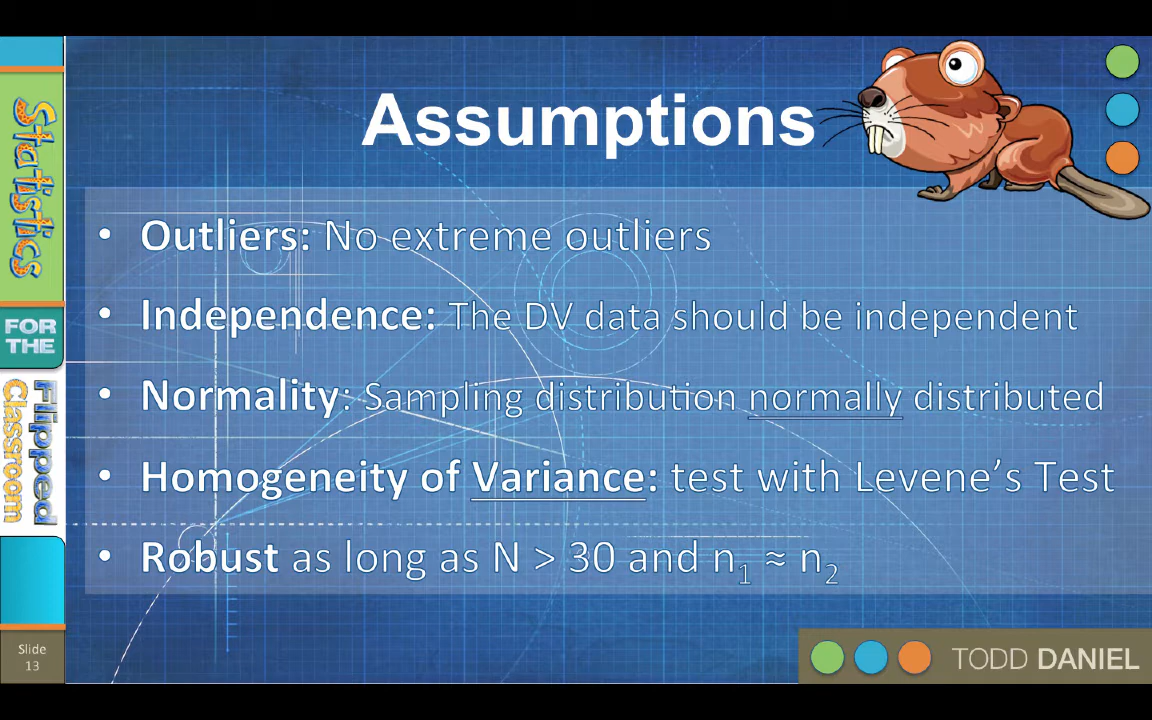 Assumptions
• Outliers: No extreme outliers
• Independence: The DV data should be independent
• Normality: Sampling distribution normally distributed
• Homogeneity of Variance: test with Levene’s Test
• Robust as long as N > 30 and n₁ ≈ n₂
Statistics
FOR
THE
Flipped
Classroom
Slide
13
TODD DANIEL